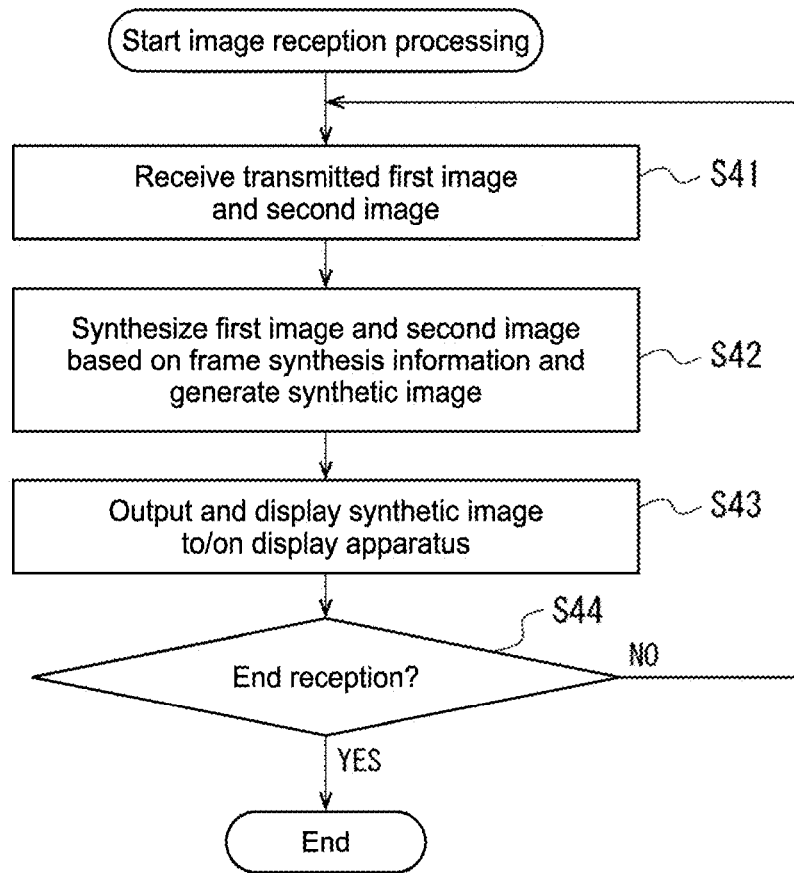 Start image reception processing
Receive transmitted first image
and second image
S41
Synthesize first image and second image
based on frame synthesis information and
generate synthetic image
S42
Output and display synthetic image
to/on display apparatus
S43
S44
End reception?
NO
YES
End